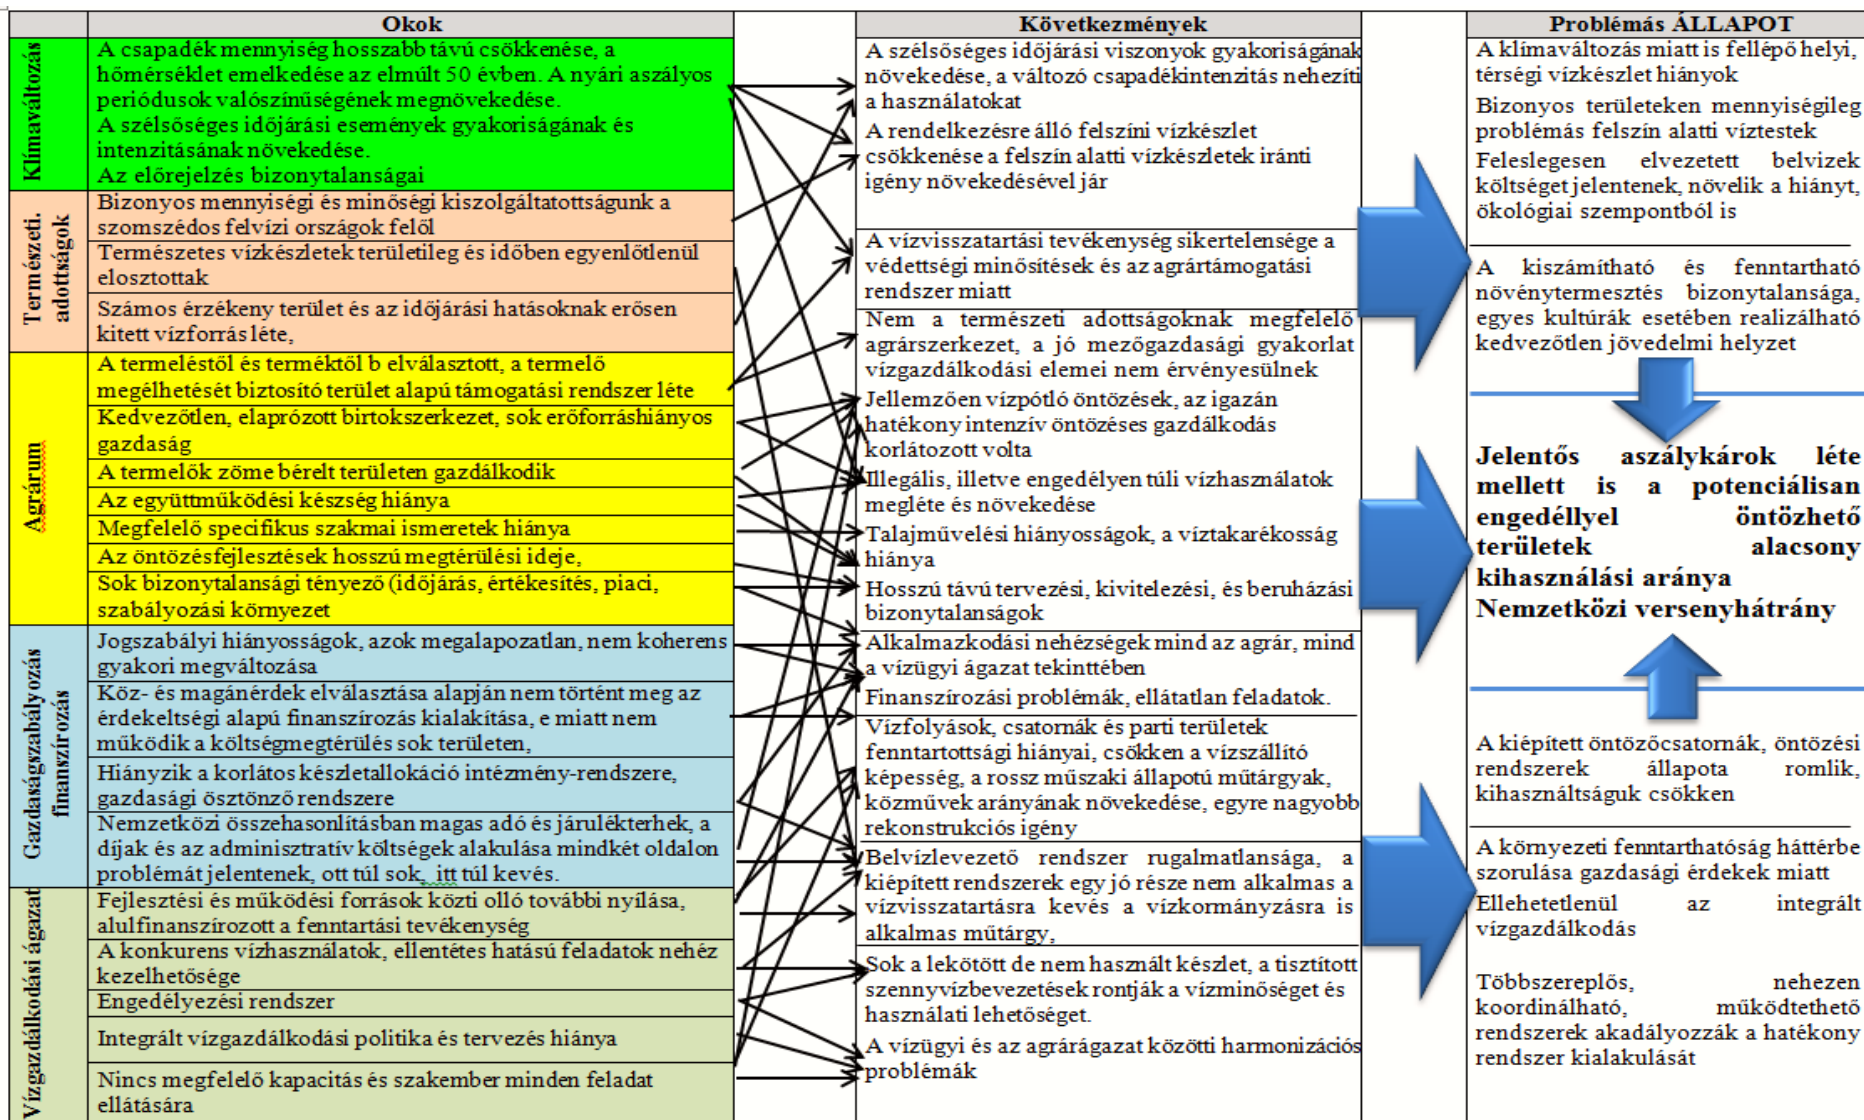 Okok
Klímaváltozás
A csapadék mennyiség hosszabb távú csökkenése, a
hőmérséklet emelkedése az elmúlt 50 évben. A nyári aszályos
periódusok valószínűségének megnövekedése.
A szélsőséges időjárási események gyakoriságának és
intenzitásának növekedése.
Az előrejelzés bizonytalanságai
Természeti.
adottságok
Bizonyos mennyiségi és minőségi kiszolgáltatottságunk a
szomszédos felvízi országok felől
Természetes vízkészletek területileg és időben egyenlőtlenül
elosztottak
Számos érzékeny terület és az időjárási hatásoknak erősen
kitett vízforrás léte,
Agrárum
A termeléstől és terméktől b elválasztott, a termelő
megélhetését biztosító terület alapú támogatási rendszer léte
Kedvezőtlen, elaprózott birtokszerkezet, sok erőforráshiányos
gazdaság
A termelők zöme bérelt területen gazdálkodik
Az együttműködési készség hiánya
Megfelelő specifikus szakmai ismeretek hiánya
Az öntözésfejlesztések hosszú megtérülési ideje,
Sok bizonytalansági tényező (időjárás, értékesítés, piaci,
szabályozási környezet
Gazdaságszabályozás
finanszírozás
Jogszabályi hiányosságok, azok megalapozatlan, nem koherens
gyakori megváltozása
Köz- és magánérdek elválasztása alapján nem történt meg az
érdekeltségi alapú finanszírozás kialakítása, e miatt nem
működik a költségmegtérülés sok területen,
Hiányzik a korlátos készletallokáció intézmény-rendszere,
gazdasági ösztönző rendszere
Nemzetközi összehasonlításban magas adó és járulékterhek, a
díjak és az adminisztratív költségek alakulása mindkét oldalon
problémát jelentenek, ott túl sok, itt túl kevés.
Vízgazdálkodási ágazat
Fejlesztési és működési források közti olló további nyílása,
alulfinanszírozott a fenntartási tevékenység
A konkurens vízhasználatok, ellentétes hatású feladatok nehéz
kezelhetősége
Engedélyezési rendszer
Integrált vízgazdálkodási politika és tervezés hiánya
Nincs megfelelő kapacitás és szakember minden feladat
ellátására
Következmények
A szélsőséges időjárási viszonyok gyakoriságának
növekedése, a változó csapadékintenzitás nehezíti
a használatokat
A rendelkezésre álló felszíni vízkészlet
csökkenése a felszín alatti vízkészletek iránti
igény növekedésével jár
A vízvisszatartási tevékenység sikertelensége a
védettségi minősítések és az agrártámogatási
rendszer miatt
Nem a természeti adottságoknak megfelelő
agrárszerkezet, a jó mezőgazdasági gyakorlat
vízgazdálkodási elemei nem érvényesülnek
Jellemzően vízpótló öntözések, az igazán
hatékony intenzív öntözéses gazdálkodás
korlátozott volta
Illegális, illetve engedélyen túli vízhasználatok
megléte és növekedése
Talajművelési hiányosságok, a víztakarékosság
hiánya
Hosszú távú tervezési, kivitelezési, és beruházási
bizonytalanságok
Alkalmazkodási nehézségek mind az agrár, mind
a vízügyi ágazat tekinttében
Finanszírozási problémák, ellátatlan feladatok.
Vízfolyások, csatornák és parti területek
fenntartottsági hiányai, csökken a vízszállító
képesség, a rossz műszaki állapotú műtárgyak,
közművek arányának növekedése, egyre nagyobb
rekonstrukciós igény
Belvízlevezető rendszer rugalmatlansága, a
kiépített rendszerek egy jó része nem alkalmas a
vízvisszatartásra kevés a vízkormányzásra is
alkalmas műtárgy,
Sok a lekötött de nem használt készlet, a tisztított
szennyvízbevezetések rontják a vízminőséget és
használati lehetőséget.
A vízügyi és az agrárágazat közötti harmonizációs
problémák
Problémás ÁLLAPOT
A klímaváltozás miatt is fellépő helyi,
térségi vízkészlet hiányok
Bizonyos területeken mennyiségileg
problémás felszín alatti víztestek
Feleslegesen elvezetett belvizek
költséget jelentenek, növelik a hiányt,
ökológiai szempontból is
A kiszámítható és fenntartható
növénytermesztés bizonytalansága,
egyes kultúrák esetében realizálható
kedvezőtlen jövedelmi helyzet
Jelentős aszálykárok léte
mellett is a potenciálisan
engedéllyel öntözhető
területek alacsony
kihasználási aránya
Nemzetközi versenyhátrány
A kiépített öntözőcsatornák, öntözési
rendszerek állapota romlik,
kihasználtságuk csökken
A környezeti fenntarthatóság háttérbe
szorulása gazdasági érdekek miatt
Ellehetetlenül az integrált
vízgazdálkodás
Többszereplős, nehezen
koordinálható, működtethető
rendszerek akadályozzák a hatékony
rendszer kialakulását